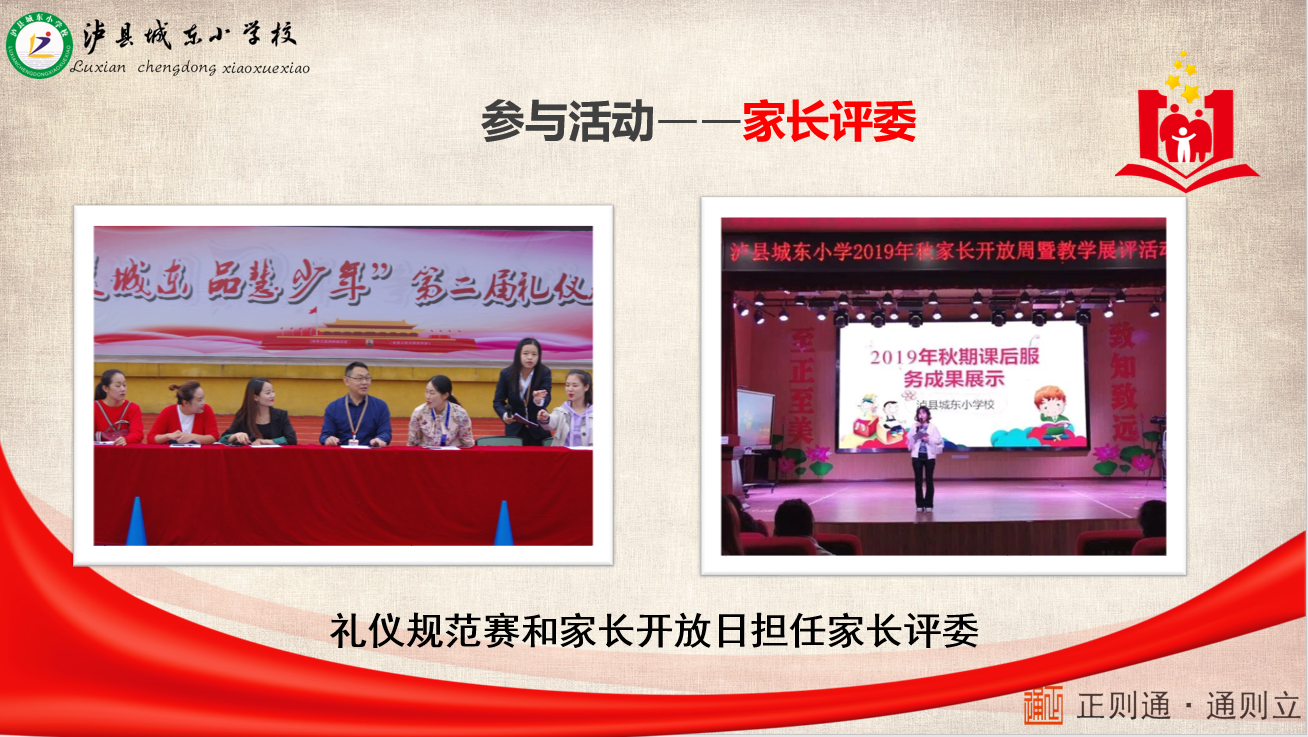 泸县城东小学校
Luxian chengdong xiaoxuexiao
参与活动——家长评委
城东 品慧少年”第二届礼仪
泸县城东小学2019年秋家长开放周暨教学展评活动
至正至美
2019年秋期课后服
务成果展示
泸县城东小学校
致知致远
礼仪规范赛和家长开放日担任家长评委
正则通·通则立